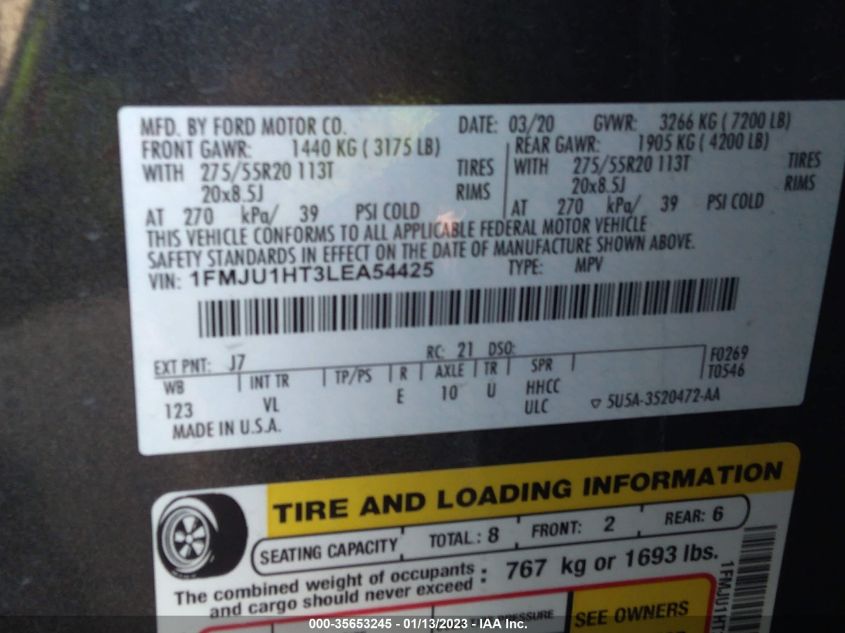 MFD. BY FORD MOTOR CO. DATE: 03/20 GVWR: 3266 KG ( 7200 LB)
FRONT GAWR: 1440 KG ( 3175 LB) REAR GAWR: 1905 KG ( 4200 LB)
WITH 275/55R20 113T TIRES WITH 275/55R20 113T TIRES
20x8.5J RIMS 20x8.5J RIMS
AT 270 kPa/ 39 PSI COLD AT 270 kPa/ 39 PSI COLD
THIS VEHICLE CONFORMS TO ALL APPLICABLE FEDERAL MOTOR VEHICLE
SAFETY STANDARDS IN EFFECT ON THE DATE OF MANUFACTURE SHOWN ABOVE.
VIN: 1FMJU1HT3LEA54425 TYPE: MPV
EXT PNT: J7 RC: 21 DSO: F0269
WB INT TR TP/PS R AXLE TR SPR T0546
123 VL E 10 U HHCC
ULC 5U5A-3520472-AA
MADE IN U.S.A.
TIRE AND LOADING INFORMATION
SEATING CAPACITY TOTAL: 8 FRONT: 2 REAR: 6
The combined weight of occupants
and cargo should never exceed : 767 kg or 1693 lbs.
1FMJU1HT
PRESSURE SEE OWNERS
000-35653245 - 01/13/2023 - IAA Inc.